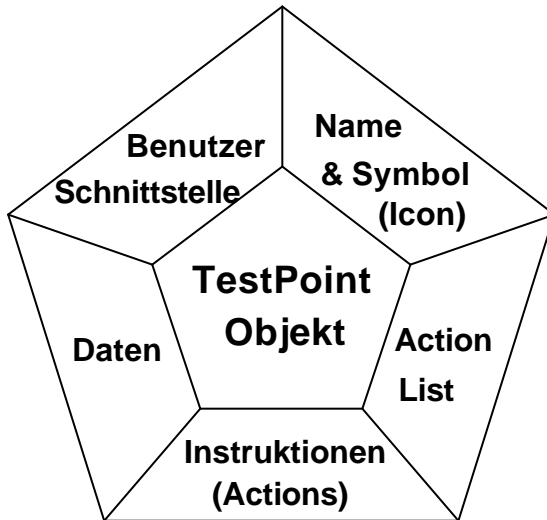 Benutzer
Schnittstelle
Name
& Symbol
(Icon)
TestPoint
Objekt
Daten
Action
List
Instruktionen
(Actions)